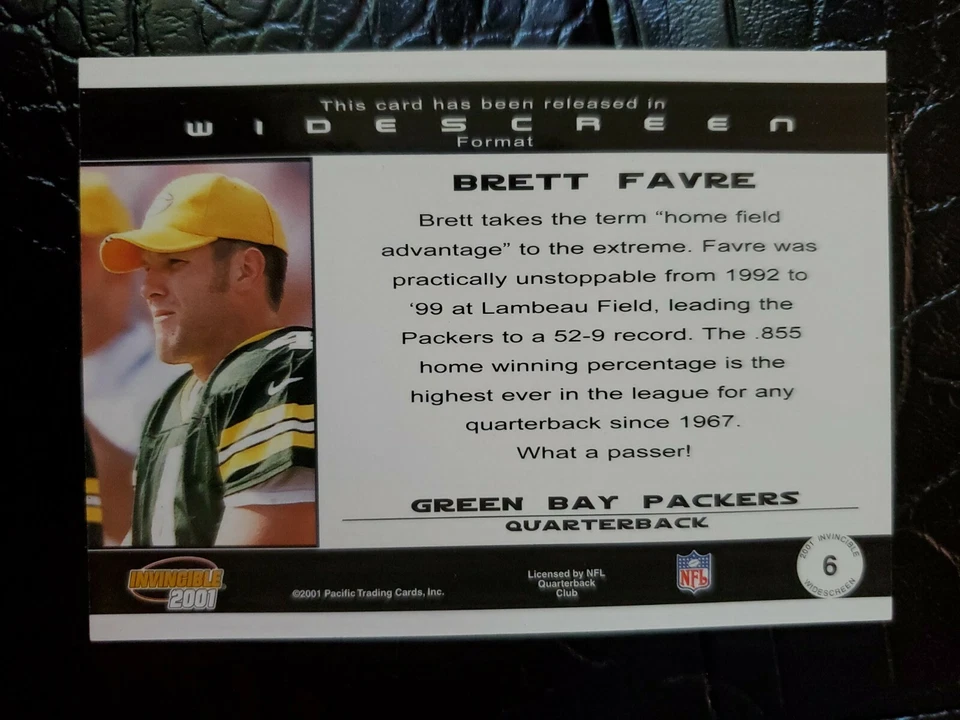 This card has been released in
WIDESCREEN
Format
BRETT FAVRE
Brett takes the term “home field
advantage” to the extreme. Favre was
practically unstoppable from 1992 to
‘99 at Lambeau Field, leading the
Packers to a 52-9 record. The .855
home winning percentage is the
highest ever in the league for any
quarterback since 1967.
What a passer!
GREEN BAY PACKERS
QUARTERBACK
INVINCIBLE
2001
©2001 Pacific Trading Cards, Inc.
Licensed by NFL
Quarterback
Club
NFL
2001 INVINCIBLE
6
WIDESCREEN
4